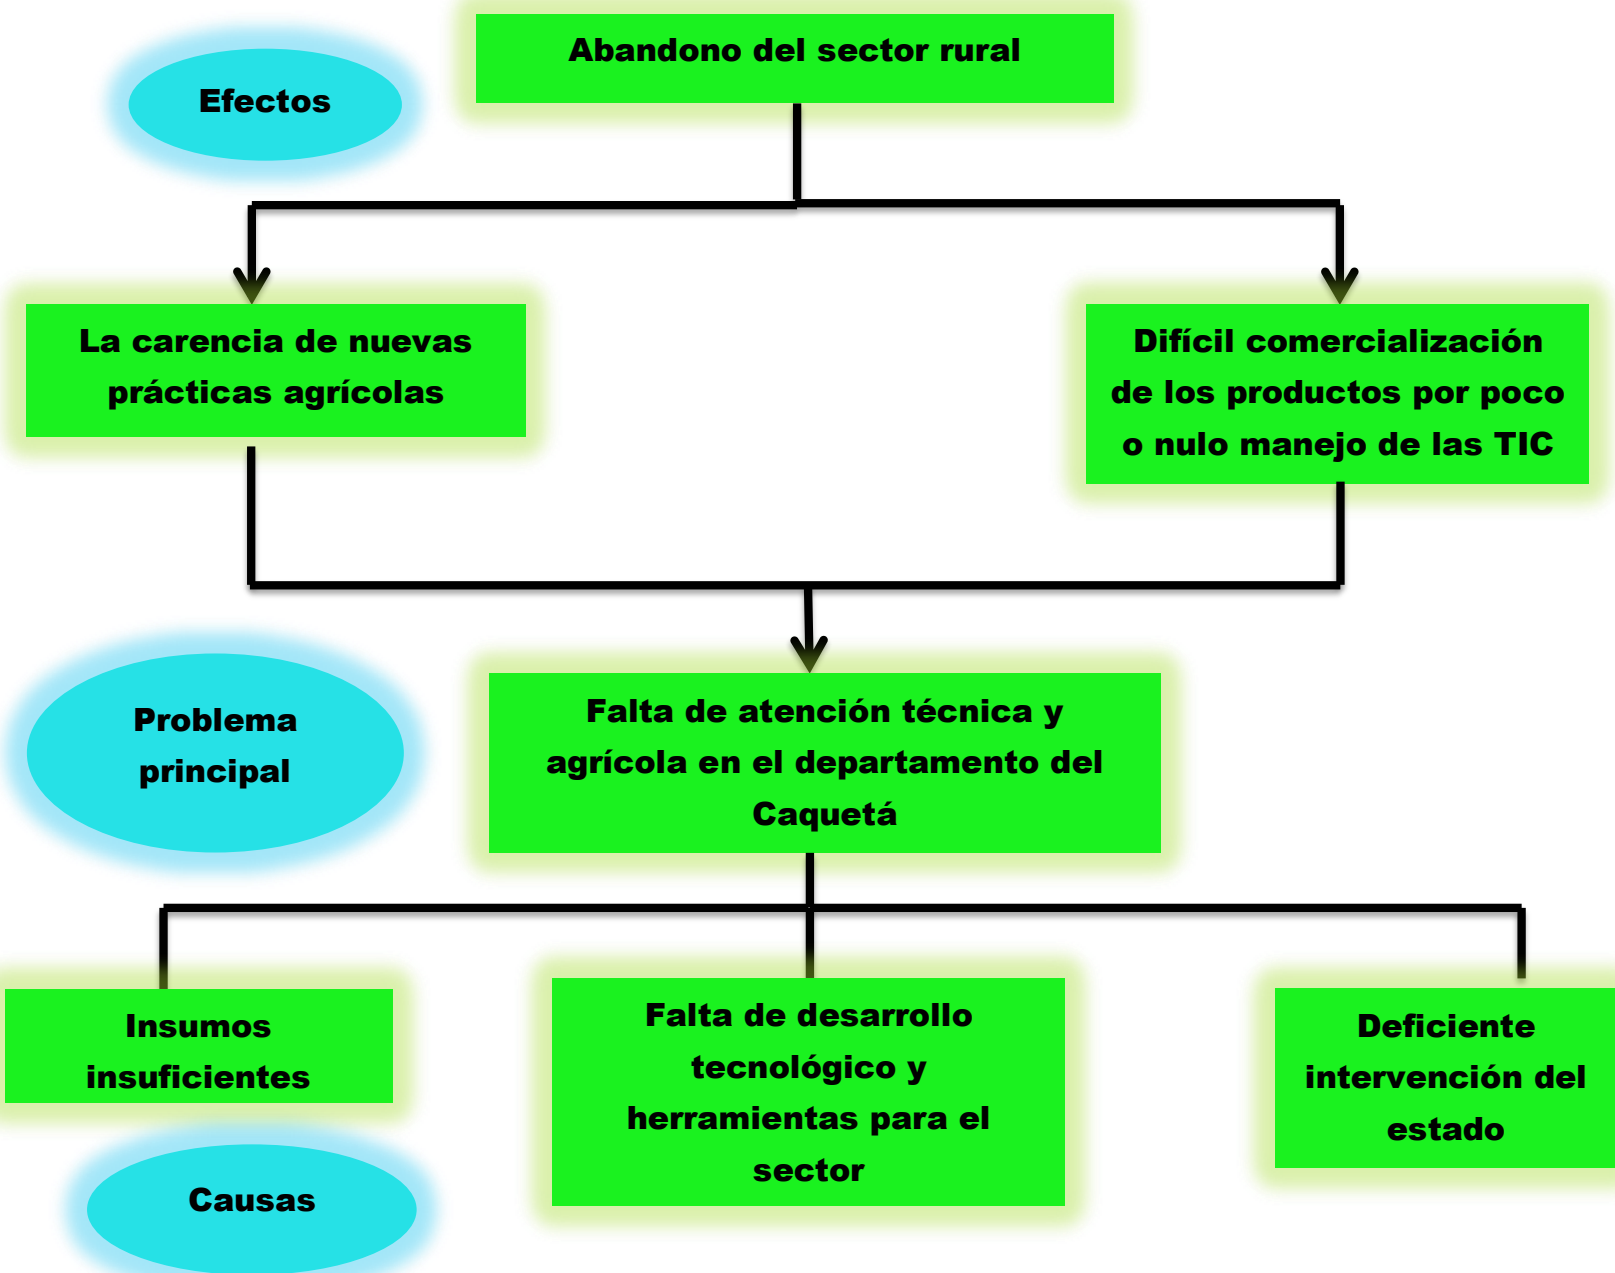 Abandono del sector rural
Efectos
La carencia de nuevas
prácticas agrícolas
Difícil comercialización
de los productos por poco
o nulo manejo de las TIC
Problema
principal
Falta de atención técnica y
agrícola en el departamento del
Caquetá
Insumos
insuficientes
Falta de desarrollo
tecnológico y
herramientas para el
sector
Deficiente
intervención del
estado
Causas